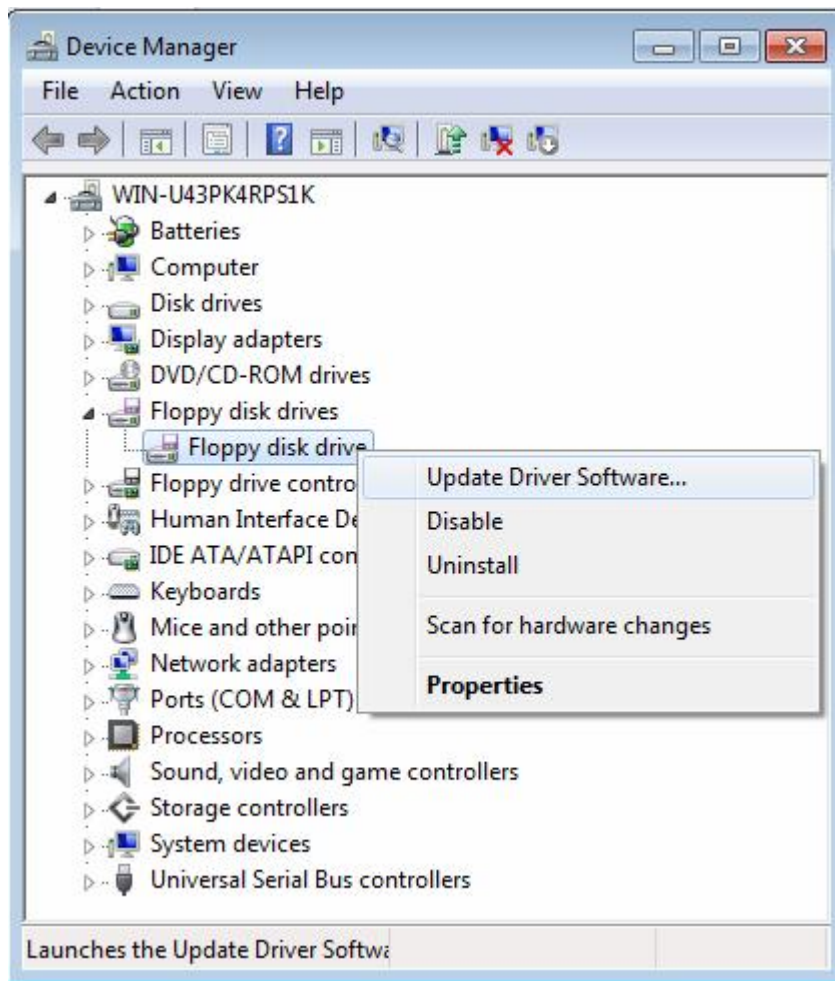 Device Manager
File Action View Help
WIN-U43PK4RPS1K
Batteries
Computer
Disk drives
Display adapters
DVD/CD-ROM drives
Floppy disk drives
Floppy disk drive
Floppy drive contro
Update Driver Software...
Human Interface De
Disable
IDE ATA/ATAPI con
Uninstall
Keyboards
Mice and other poin
Scan for hardware changes
Network adapters
Ports (COM & LPT)
Properties
Processors
Sound, video and game controllers
Storage controllers
System devices
Universal Serial Bus controllers
Launches the Update Driver Softwa